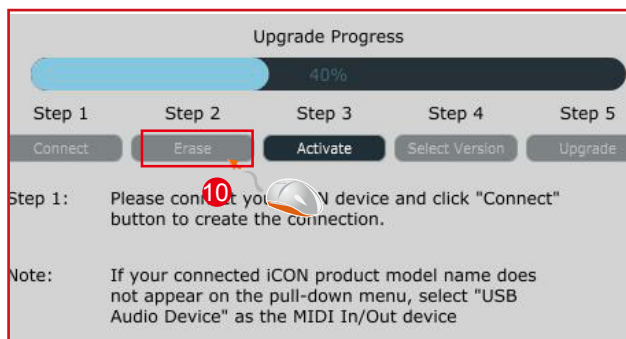 Upgrade Progress
40%
Step 1 Step 2 Step 3 Step 4 Step 5
Connect Erase Activate Select Version Upgrade
10
Step 1: Please connect your iCON device and click "Connect"
button to create the connection.
Note: If your connected iCON product model name does
not appear on the pull-down menu, select "USB
Audio Device" as the MIDI In/Out device